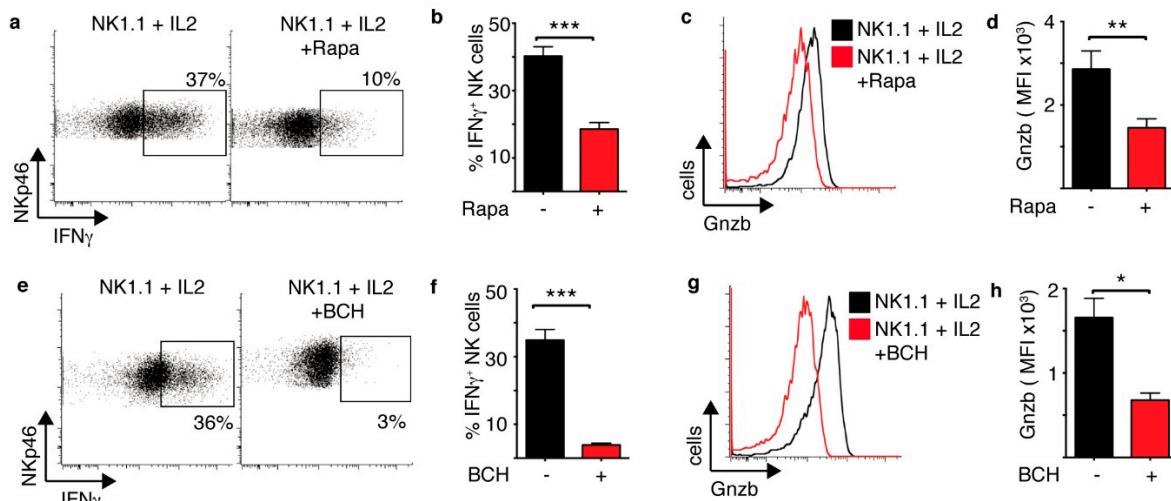 a
NK1.1 + IL2
NK1.1 + IL2
+Rapa
37%
10%
NKp46
IFNγ
b
***
% IFNγ⁺ NK cells
50
30
10
Rapa
-
+
c
NK1.1 + IL2
NK1.1 + IL2
+Rapa
cells
Gnzb
d
**
Gnzb ( MFI x10³)
4
2
0
Rapa
-
+
e
NK1.1 + IL2
NK1.1 + IL2
+BCH
36%
3%
NKp46
IFNγ
f
***
% IFNγ⁺ NK cells
50
30
10
BCH
-
+
g
NK1.1 + IL2
NK1.1 + IL2
+BCH
cells
Gnzb
h
*
Gnzb ( MFI x10³)
2
1
0
BCH
-
+